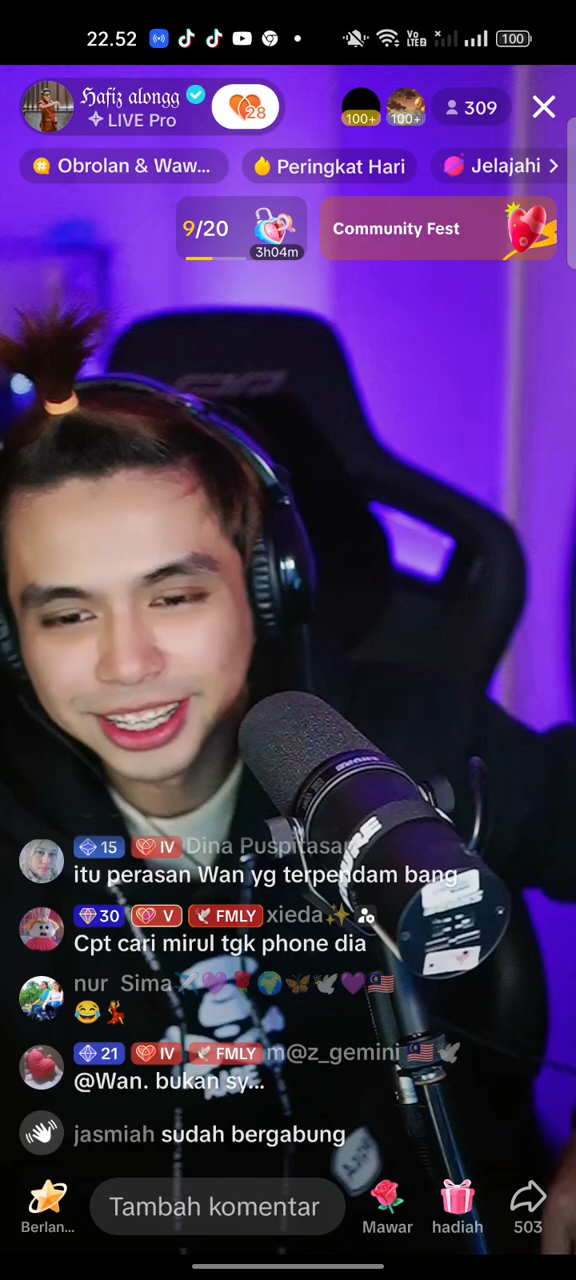 22.52
Vo
LTE2
100
Hafiz alongg
LIVE Pro
28
100+
100+
309
Obrolan & Waw...
Peringkat Hari
Jelajahi
9/20
3h04m
Community Fest
15 IV Dina Puspitasar
itu perasan Wan yg terpendam bang
30 V FMLY xieda
Cpt cari mirul tgk phone dia
nur Sima✈️💜🌹🌍🦋🕊️💜🇲🇾
😂💃
21 IV FMLY m@z_gemini 🇲🇾🕊️
@Wan. bukan sy...
jasmiah sudah bergabung
Berlan...
Tambah komentar
Mawar
hadiah
503